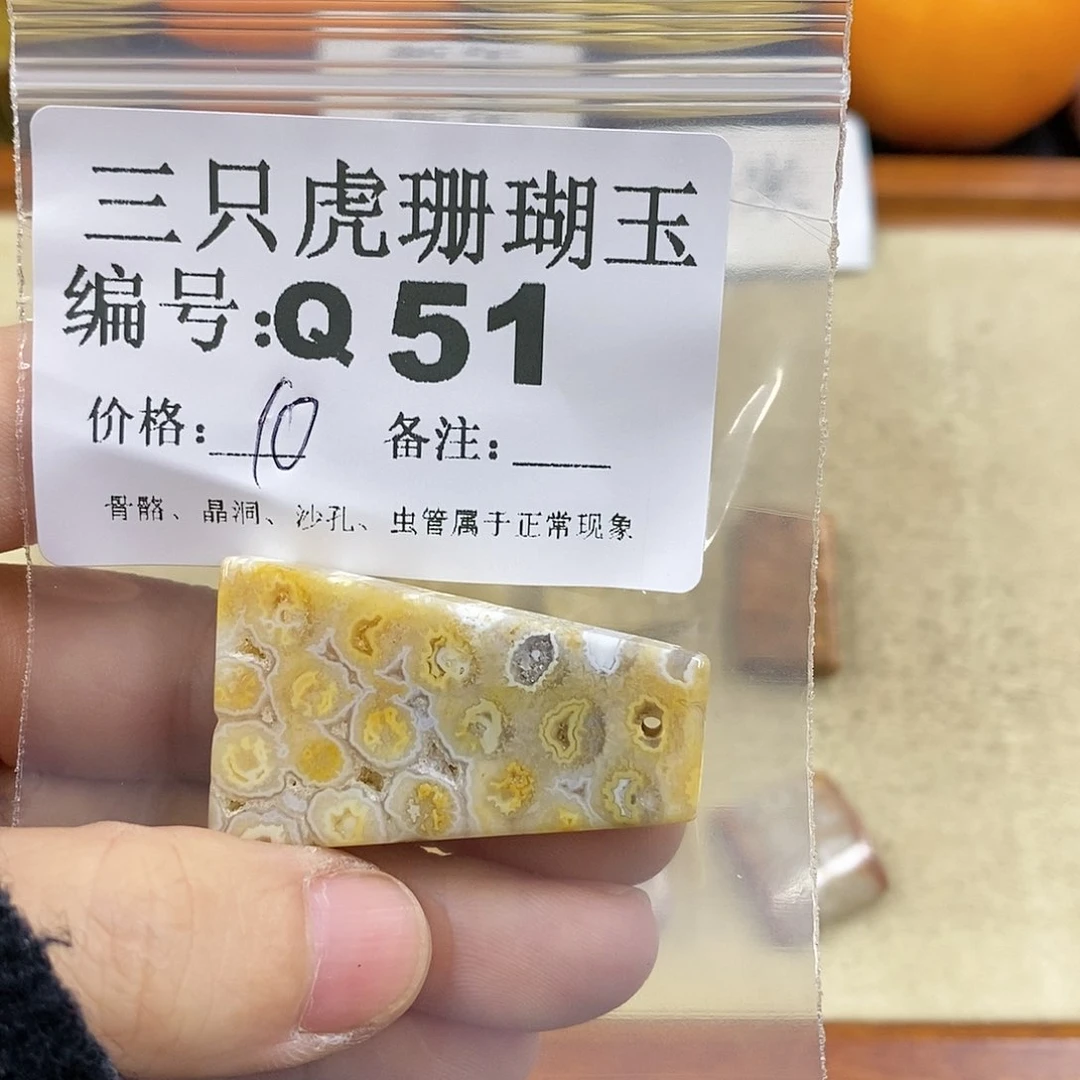 三只虎珊瑚玉
编号:Q 51
价格: 10 备注:
骨骼、晶洞、沙孔、虫管属于正常现象